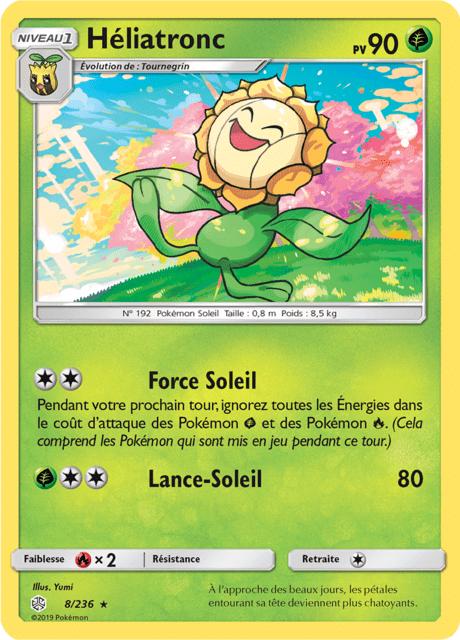 NIVEAU 1
Héliatronc
PV 90
Évolution de : Tournegrin
N° 192 Pokémon Soleil Taille : 0,8 m Poids : 8,5 kg
Force Soleil
Pendant votre prochain tour, ignorez toutes les Énergies dans
le coût d'attaque des Pokémon et des Pokémon . (Cela
comprend les Pokémon qui sont mis en jeu pendant ce tour.)
Lance-Soleil 80
Faiblesse ×2 Résistance Retraite
Illus. Yumi
8/236 ★
©2019 Pokémon
À l'approche des beaux jours, les pétales
entourant sa tête deviennent plus chatoyants.